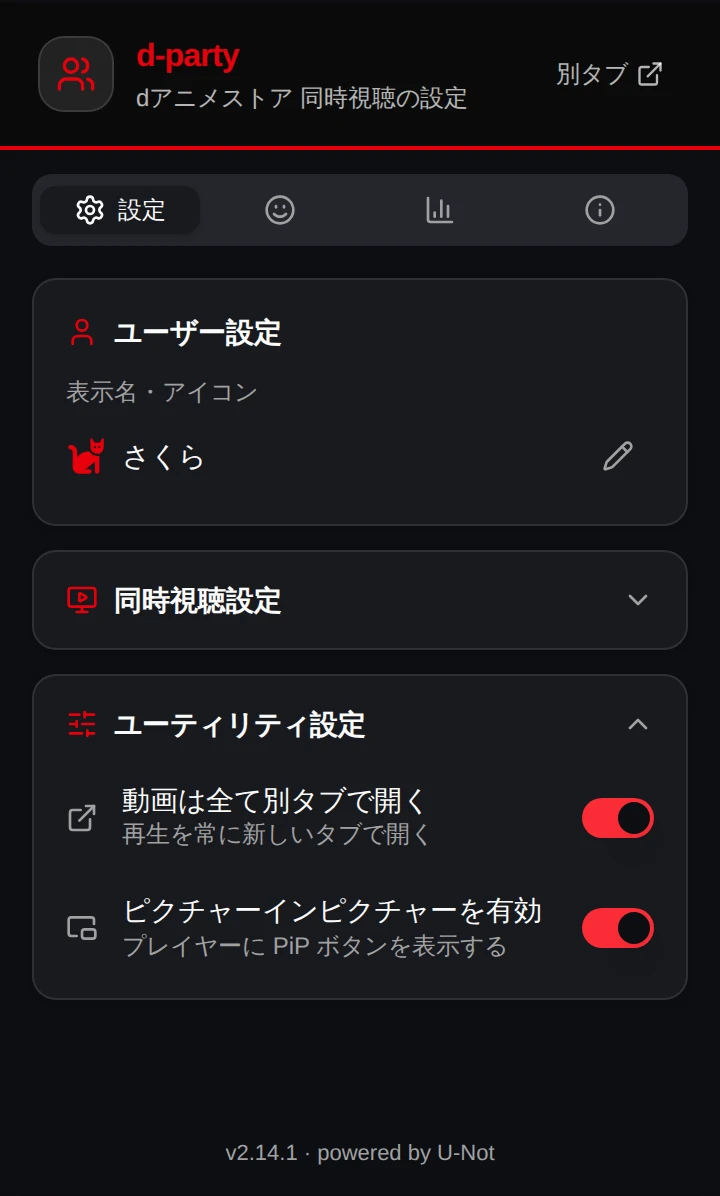 d-party
dアニメストア 同時視聴の設定
別タブ
設定
ユーザー設定
表示名・アイコン
さくら
同時視聴設定
ユーティリティ設定
動画は全て別タブで開く
再生を常に新しいタブで開く
ピクチャーインピクチャーを有効
プレイヤーに PiP ボタンを表示する
v2.14.1 · powered by U-Not